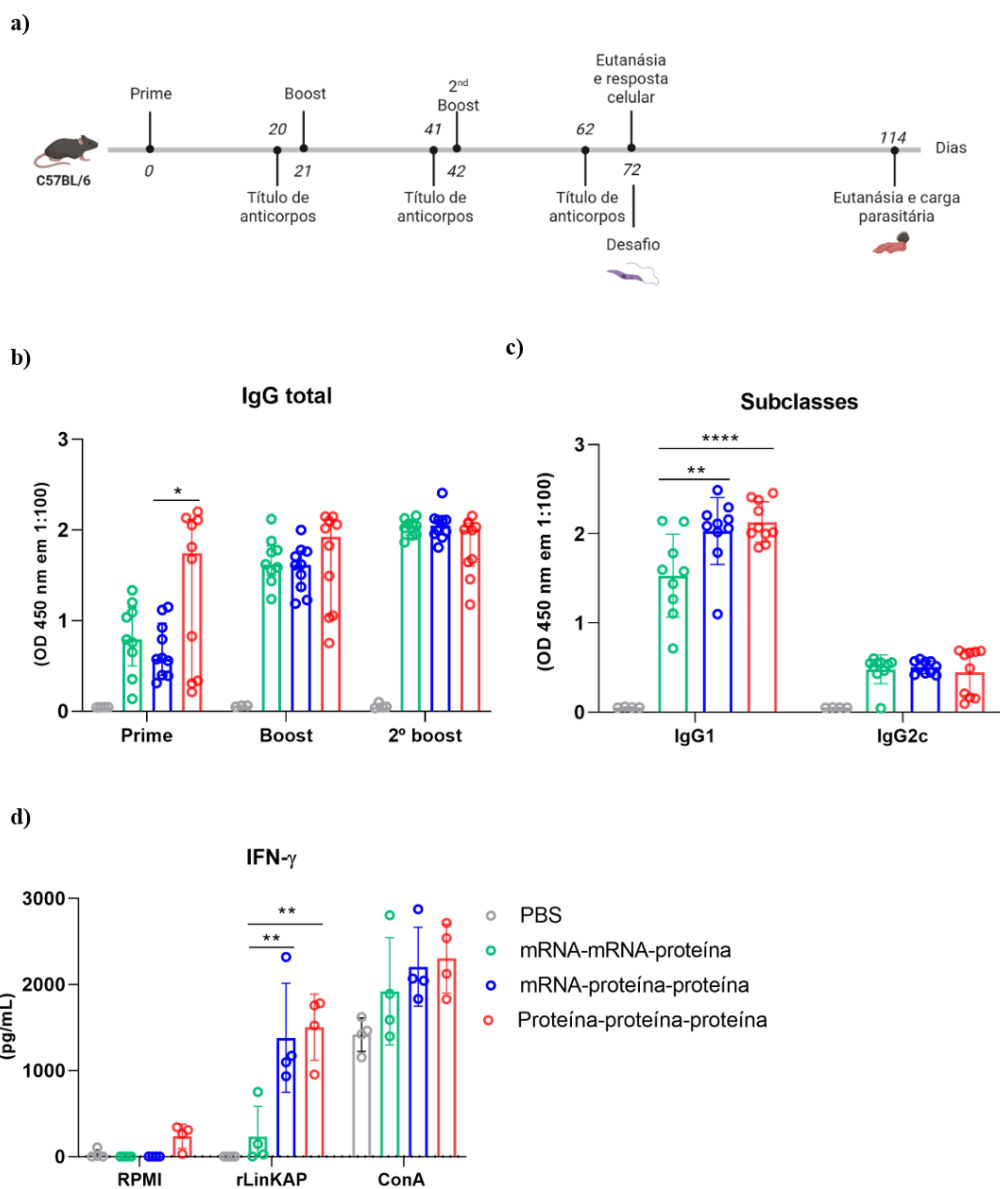 a)
Prime
Boost
2nd
Boost
Eutanásia
e resposta
celular
20
41
62
114
Dias
C57BL/6
0
21
42
72
Título de
anticorpos
Título de
anticorpos
Título de
anticorpos
Eutanásia e carga
parasitária
Desafio
b)
IgG total
(OD 450 nm em 1:100)
3
2
1
0
*
Prime
Boost
2º boost
c)
Subclasses
(OD 450 nm em 1:100)
3
2
1
0
****
**
IgG1
IgG2c
d)
IFN-γ
(pg/mL)
3000
2000
1000
0
**
**
RPMI
rLinKAP
ConA
PBS
mRNA-mRNA-proteína
mRNA-proteína-proteína
Proteína-proteína-proteína